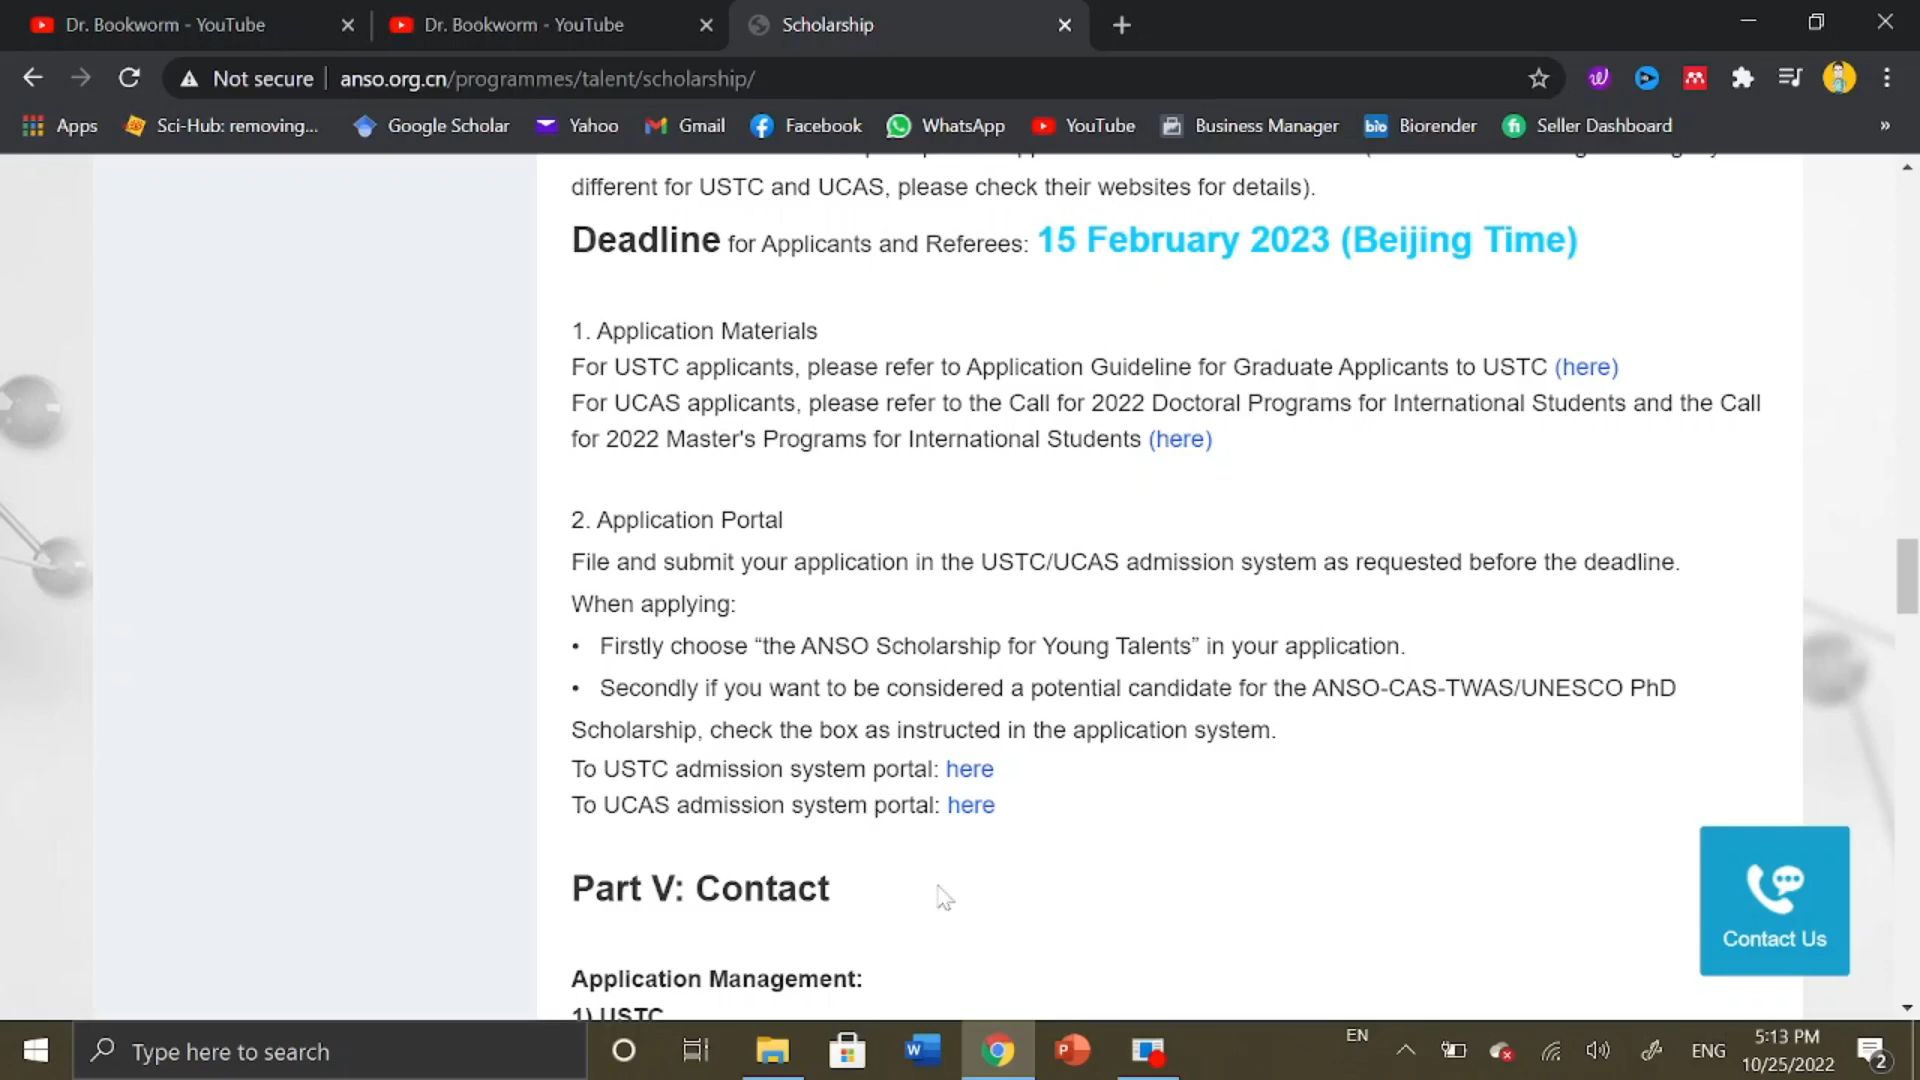 Dr. Bookworm - YouTube
Dr. Bookworm - YouTube
Scholarship
Not secure
anso.org.cn/programmes/talent/scholarship/
Apps
Sci-Hub: removing...
Google Scholar
Yahoo
Gmail
Facebook
WhatsApp
YouTube
Business Manager
bio Biorender
fi Seller Dashboard
»
different for USTC and UCAS, please check their websites for details).
Deadline for Applicants and Referees: 15 February 2023 (Beijing Time)
1. Application Materials
For USTC applicants, please refer to Application Guideline for Graduate Applicants to USTC (here)
For UCAS applicants, please refer to the Call for 2022 Doctoral Programs for International Students and the Call
for 2022 Master's Programs for International Students (here)
2. Application Portal
File and submit your application in the USTC/UCAS admission system as requested before the deadline.
When applying:
• Firstly choose “the ANSO Scholarship for Young Talents” in your application.
• Secondly if you want to be considered a potential candidate for the ANSO-CAS-TWAS/UNESCO PhD
Scholarship, check the box as instructed in the application system.
To USTC admission system portal: here
To UCAS admission system portal: here
Part V: Contact
Contact Us
Application Management:
1) USTC
Type here to search
EN
ENG
5:13 PM
10/25/2022
2